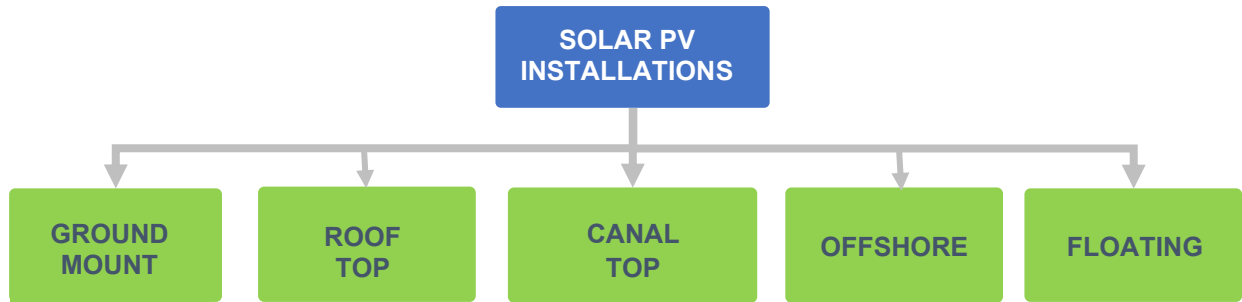 SOLAR PV
INSTALLATIONS
GROUND
MOUNT
ROOF
TOP
CANAL
TOP
OFFSHORE
FLOATING